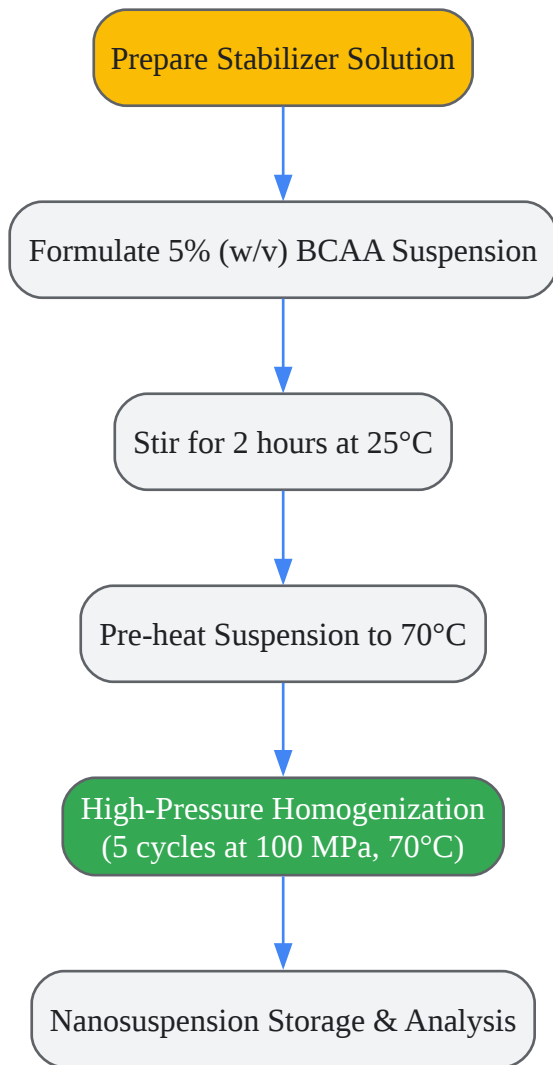 Prepare Stabilizer Solution
Formulate 5% (w/v) BCAA Suspension
Stir for 2 hours at 25°C
Pre-heat Suspension to 70°C
High-Pressure Homogenization
(5 cycles at 100 MPa, 70°C)
Nanosuspension Storage & Analysis